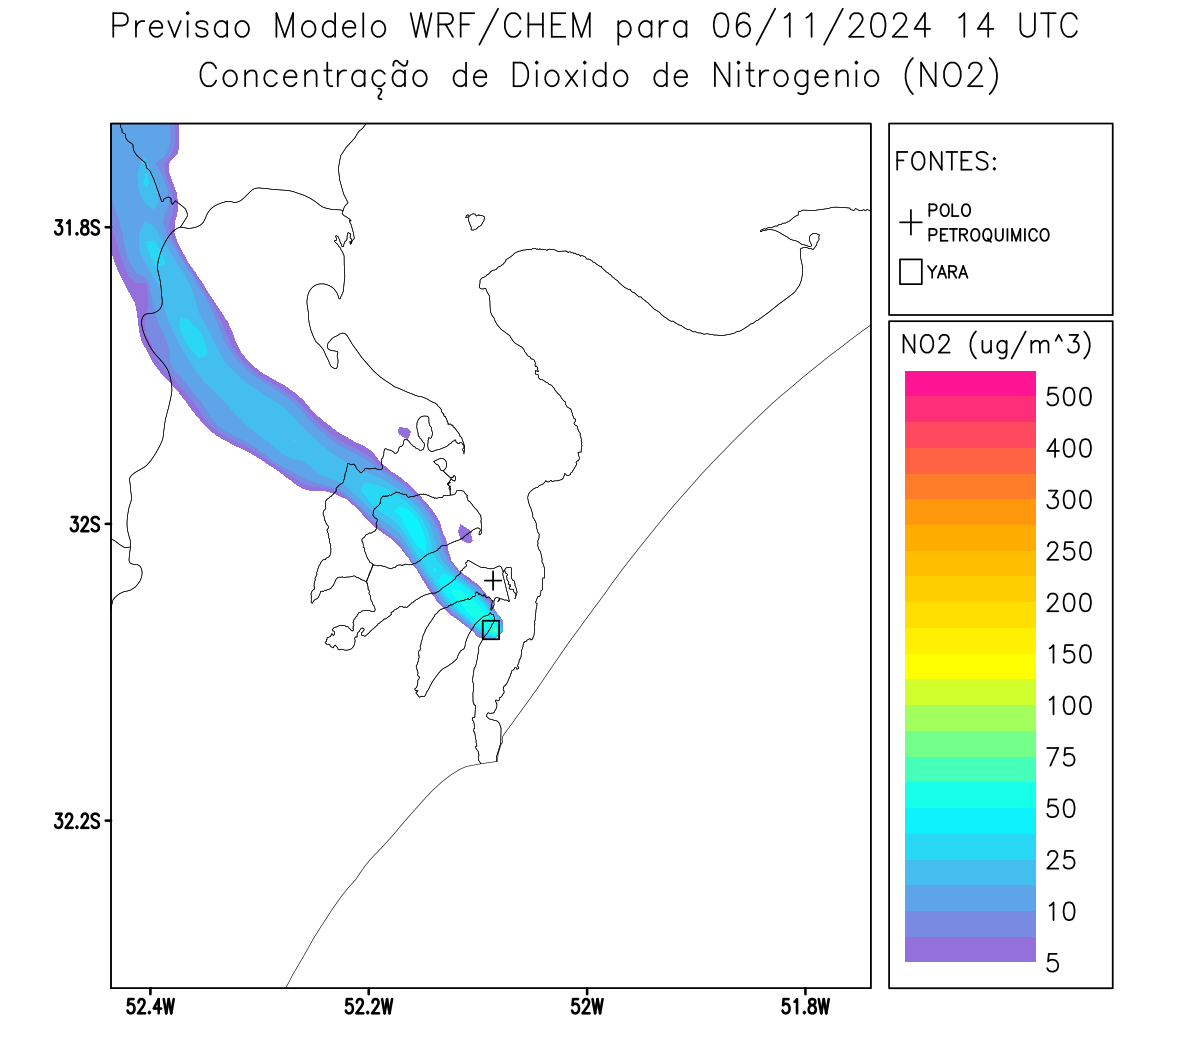 Previsao Modelo WRF/CHEM para 06/11/2024 14 UTC
Concentração de Dioxido de Nitrogenio (NO2)
FONTES:
POLO
PETROQUIMICO
YARA
NO2 (ug/m^3)
500
400
300
250
200
150
100
75
50
25
10
5
31.8S
32S
32.2S
52.4W
52.2W
52W
51.8W